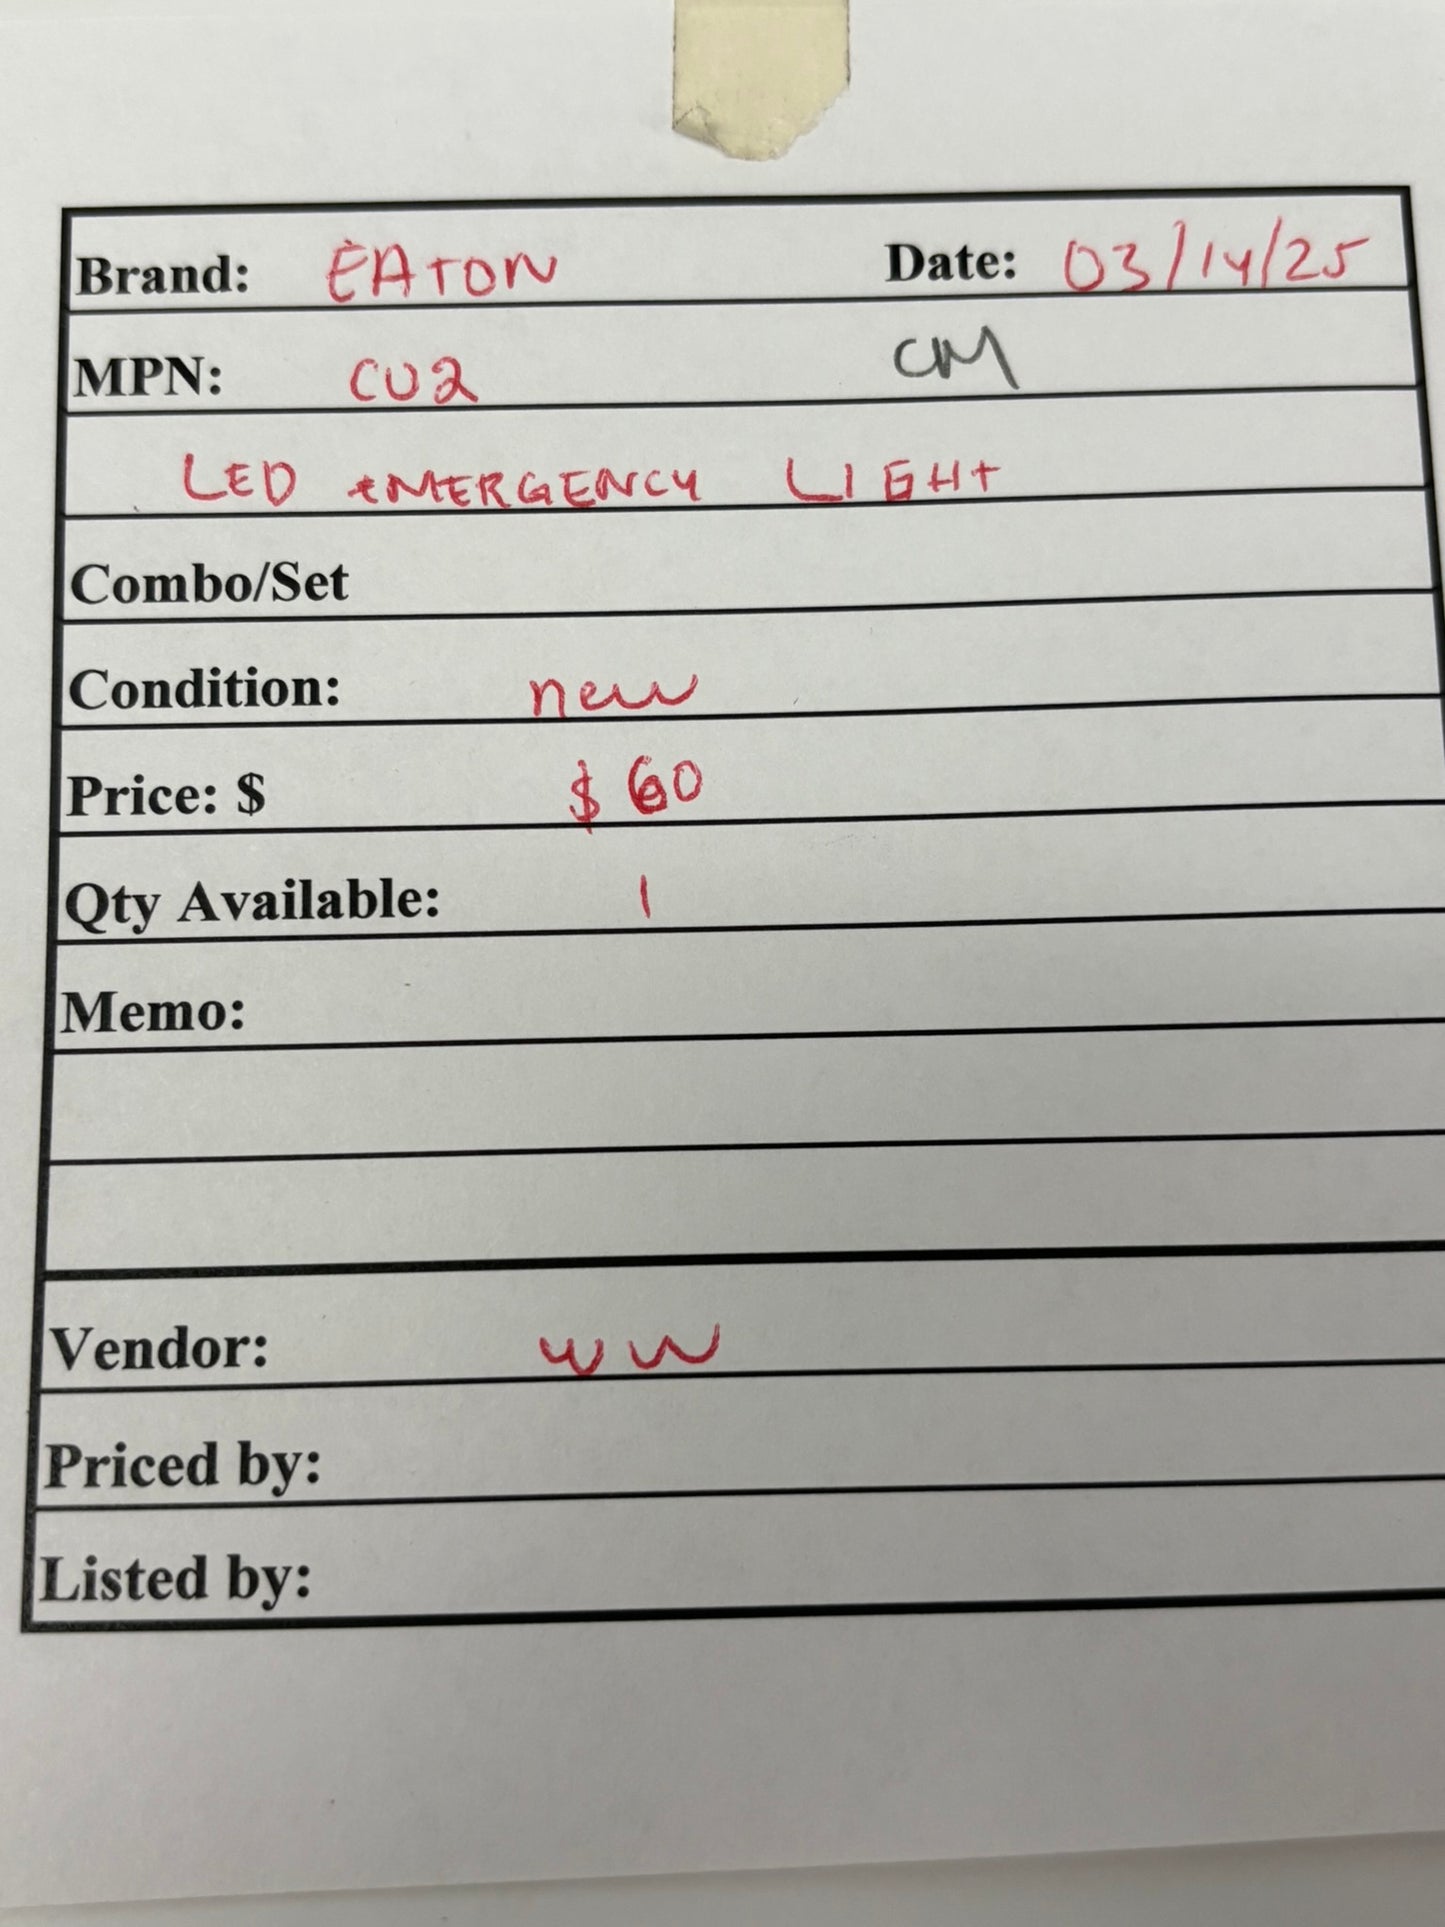 Brand: EATON Date: 03/14/25
MPN: CU2 CM
LED EMERGENCY LIGHT
Combo/Set
Condition: new
Price: $ $ 60
Qty Available: 1
Memo:
Vendor: WW
Priced by:
Listed by: